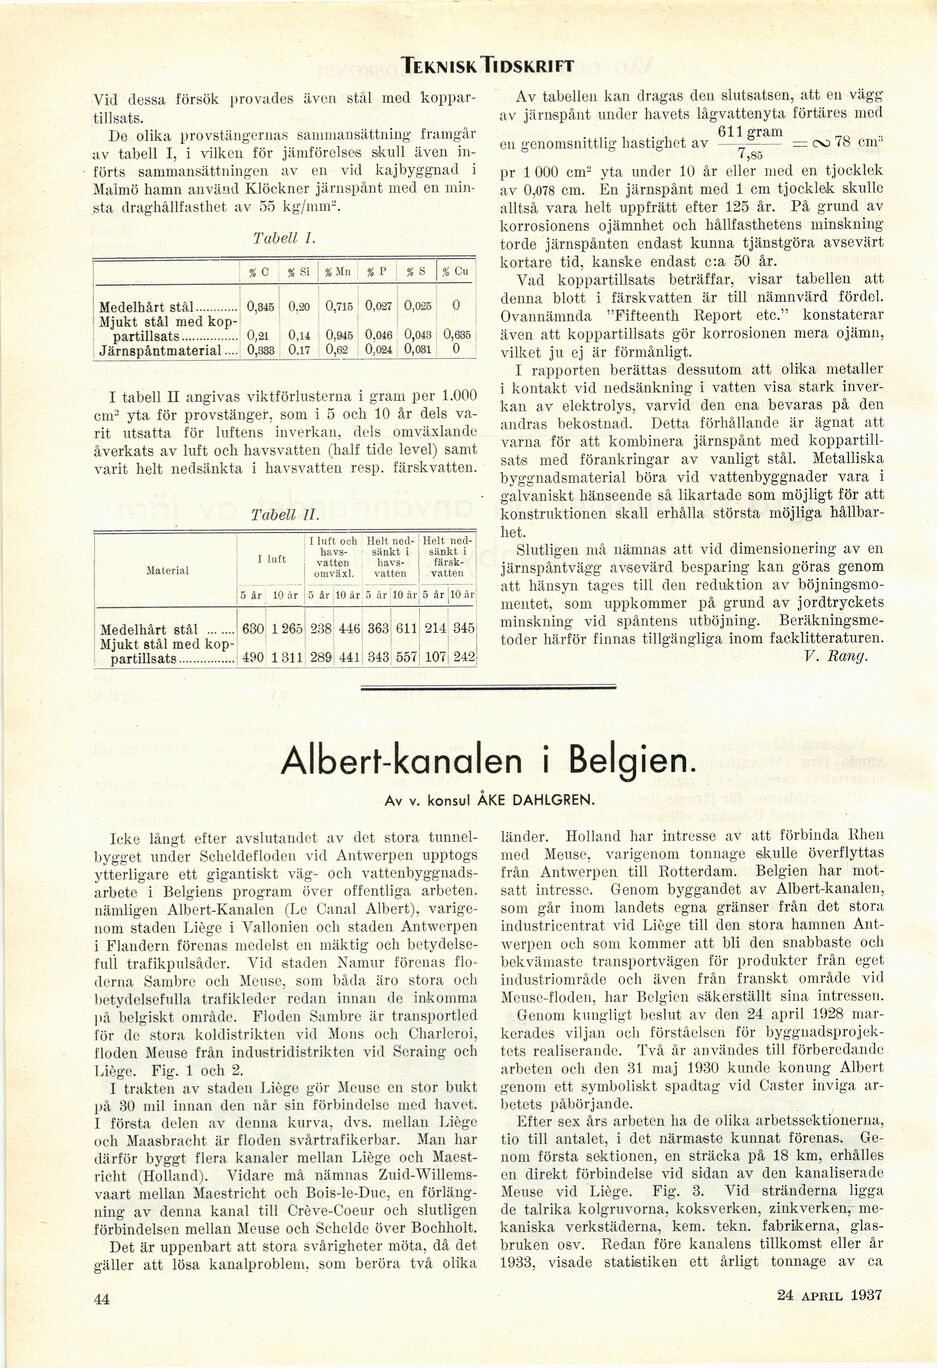 TEKNISK TIDSKRIFT
Vid dessa försök provades även stål med koppar-
tillsats.
De olika provstängernas sammansättning framgår
av tabell I, i vilken för jämförelses skull även in-
förts sammansättningen av en vid kajbyggnad i
Malmö hamn använd Klöckner järnspånt med en min-
sta draghållfasthet av 55 kg/mm².
Tabell I.
% C % Si % Mn % P % S % Cu
Medelhårt stål........... 0,345 0,20 0,715 0,027 0,025 0
Mjukt stål med kop-
partillsats............... 0,21 0,14 0,945 0,046 0,043 0,635
Järnspåntmaterial.... 0,333 0,17 0,62 0,024 0,031 0
I tabell II angivas viktförlusterna i gram per 1.000
cm² yta för provstänger, som i 5 och 10 år dels va-
rit utsatta för luftens inverkan, dels omväxlande
åverkats av luft och havsvatten (half tide level) samt
varit helt nedsänkta i havsvatten resp. färskvatten.
Tabell II.
Material
I luft
I luft och
havs-
vatten
omväxl.
Helt ned-
sänkt i
havs-
vatten
Helt ned-
sänkt i
färsk-
vatten
5 år 10 år 5 år 10 år 5 år 10 år 5 år 10 år
Medelhårt stål ... ... 630 1 265 238 446 363 611 214 345
Mjukt stål med kop-
partillsats............... 490 1 311 289 441 343 557 107 242
Av tabellen kan dragas den slutsatsen, att en vägg
av järnspånt under havets lågvattenyta förtäres med
en genomsnittlig hastighet av 611 gram / 7,85 = ∾ 78 cm³
pr 1 000 cm² yta under 10 år eller med en tjocklek
av 0,078 cm. En järnspånt med 1 cm tjocklek skulle
alltså vara helt uppfrätt efter 125 år. På grund av
korrosionens ojämnhet och hållfasthetens minskning
torde järnspånten endast kunna tjänstgöra avsevärt
kortare tid, kanske endast c:a 50 år.
Vad koppartillsats beträffar, visar tabellen att
denna blott i färskvatten är till nämnvärd fördel.
Ovannämnda ”Fifteenth Report etc.” konstaterar
även att koppartillsats gör korrosionen mera ojämn,
vilket ju ej är förmånligt.
I rapporten berättas dessutom att olika metaller
i kontakt vid nedsänkning i vatten visa stark inver-
kan av elektrolys, varvid den ena bevaras på den
andras bekostnad. Detta förhållande är ägnat att
varna för att kombinera järnspånt med koppartill-
sats med förankringar av vanligt stål. Metalliska
byggnadsmaterial böra vid vattenbyggnader vara i
galvaniskt hänseende så likartade som möjligt för att
konstruktionen skall erhålla största möjliga hållbar-
het.
Slutligen må nämnas att vid dimensionering av en
järnspåntvägg avsevärd besparing kan göras genom
att hänsyn tages till den reduktion av böjningsmo-
mentet, som uppkommer på grund av jordtryckets
minskning vid spåntens utböjning. Beräkningsme-
toder härför finnas tillgängliga inom facklitteraturen.
V. Rang.
Albert-kanalen i Belgien.
Av v. konsul ÅKE DAHLGREN.
Icke långt efter avslutandet av det stora tunnel-
bygget under Scheldefloden vid Antwerpen upptogs
ytterligare ett gigantiskt väg- och vattenbyggnads-
arbete i Belgiens program över offentliga arbeten.
nämligen Albert-Kanalen (Le Canal Albert), varige-
nom staden Liège i Vallonien och staden Antwerpen
i Flandern förenas medelst en mäktig och betydelse-
full trafikpulsåder. Vid staden Namur förenas flo-
derna Sambre och Meuse, som båda äro stora och
betydelsefulla trafikleder redan innan de inkomma
på belgiskt område. Floden Sambre är transportled
för de stora koldistrikten vid Mons och Charleroi,
floden Meuse från industridistrikten vid Seraing och
Liège. Fig. 1 och 2.
I trakten av staden Liège gör Meuse en stor bukt
på 30 mil innan den når sin förbindelse med havet.
I första delen av denna kurva, dvs. mellan Liège
och Maasbracht är floden svårtrafikerbar. Man har
därför byggt flera kanaler mellan Liège och Maest-
richt (Holland). Vidare må nämnas Zuid-Willems-
vaart mellan Maestricht och Bois-le-Duc, en förläng-
ning av denna kanal till Crève-Coeur och slutligen
förbindelsen mellan Meuse och Schelde över Bochholt.
Det är uppenbart att stora svårigheter möta, då det
gäller att lösa kanalproblem, som beröra två olika
länder. Holland har intresse av att förbinda Rhen
med Meuse, varigenom tonnage skulle överflyttas
från Antwerpen till Rotterdam. Belgien har mot-
satt intresse. Genom byggandet av Albert-kanalen,
som går inom landets egna gränser från det stora
industricentrat vid Liège till den stora hamnen Ant-
werpen och som kommer att bli den snabbaste och
bekvämaste transportvägen för produkter från eget
industriområde och även från franskt område vid
Meuse-floden, har Belgien säkerställt sina intressen.
Genom kungligt beslut av den 24 april 1928 mar-
kerades viljan och förståelsen för byggnadsprojek-
tets realiserande. Två år användes till förberedande
arbeten och den 31 maj 1930 kunde konung Albert
genom ett symboliskt spadtag vid Caster inviga ar-
betets påbörjande.
Efter sex års arbeten ha de olika arbetssektionerna,
tio till antalet, i det närmaste kunnat förenas. Ge-
nom första sektionen, en sträcka på 18 km, erhålles
en direkt förbindelse vid sidan av den kanaliserade
Meuse vid Liège. Fig. 3. Vid stränderna ligga
de talrika kolgruvorna, koksverken, zinkverken, me-
kaniska verkstäderna, kem. tekn. fabrikerna, glas-
bruken osv. Redan före kanalens tillkomst eller år
1933, visade statistiken ett årligt tonnage av ca
44
24 APRIL 1937